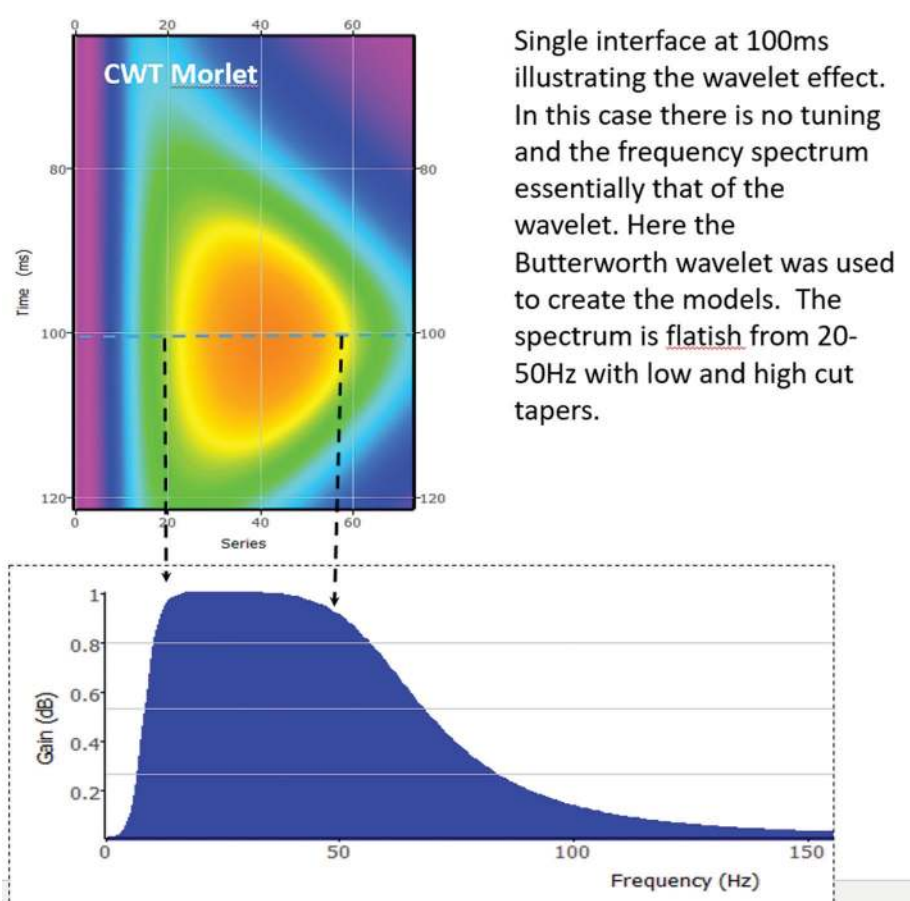 0 20 40 60
CWT Morlet
80 80
Time (ms)
100 100
120 120
0 20 40 60
Series
Single interface at 100ms
illustrating the wavelet effect.
In this case there is no tuning
and the frequency spectrum
essentially that of the
wavelet. Here the
Butterworth wavelet was used
to create the models. The
spectrum is flatish from 20-
50Hz with low and high cut
tapers.
1
0.8
0.6
Gain (dB)
0.4
0.2
0 50 100 150
Frequency (Hz)